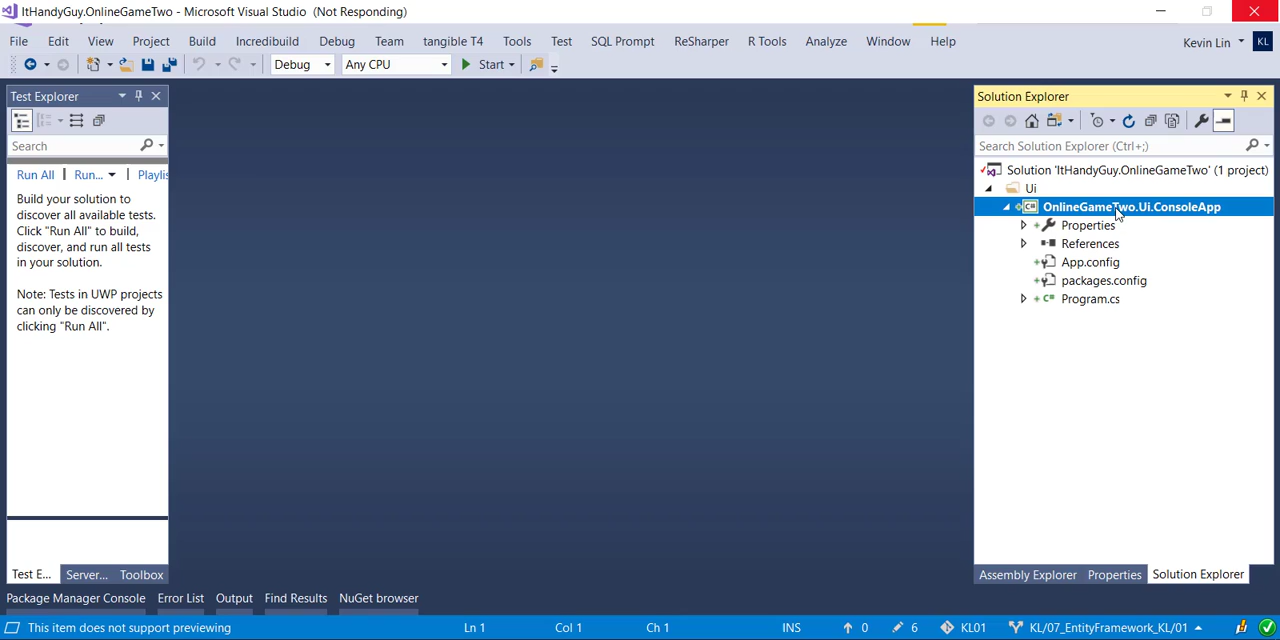 ItHandyGuy.OnlineGameTwo - Microsoft Visual Studio (Not Responding)
File Edit View Project Build Incredibuild Debug Team tangible T4 Tools Test SQL Prompt ReSharper R Tools Analyze Window Help Kevin Lin KL
Debug Any CPU Start
Test Explorer
Search
Run All | Run... | Playlis
Build your solution to
discover all available tests.
Click "Run All" to build,
discover, and run all tests
in your solution.
Note: Tests in UWP projects
can only be discovered by
clicking "Run All".
Test E... Server... Toolbox
Solution Explorer
Search Solution Explorer (Ctrl+;)
Solution 'ItHandyGuy.OnlineGameTwo' (1 project)
Ui
C# OnlineGameTwo.Ui.ConsoleApp
Properties
References
App.config
packages.config
C# Program.cs
Assembly Explorer Properties Solution Explorer
Package Manager Console Error List Output Find Results NuGet browser
This item does not support previewing Ln 1 Col 1 Ch 1 INS 0 6 KL01 KL/07_EntityFramework_KL/01